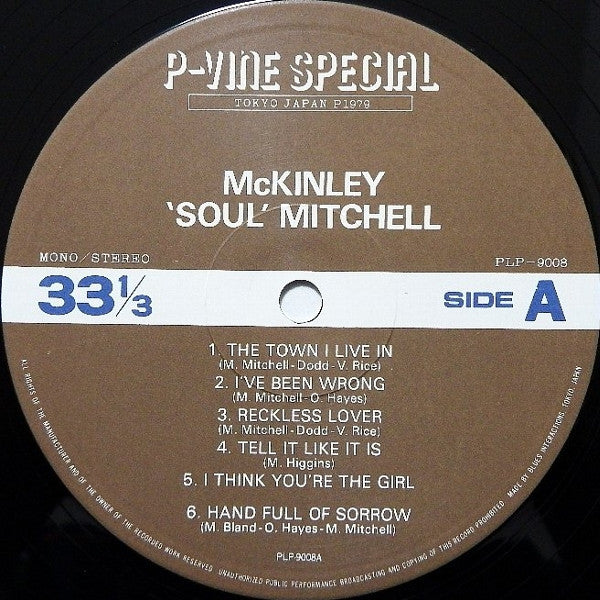 P-VINE SPECIAL
TOKYO JAPAN P1979
McKINLEY
'SOUL' MITCHELL
MONO/STEREO
PLP-9008
33 1/3
SIDE A
1. THE TOWN I LIVE IN
(M. Mitchell-Dodd-V. Rice)
2. I'VE BEEN WRONG
(M. Mitchell-O. Hayes)
3. RECKLESS LOVER
(M. Mitchell-Dodd-V. Rice)
4. TELL IT LIKE IT IS
(M. Higgins)
5. I THINK YOU'RE THE GIRL
6. HAND FULL OF SORROW
(M. Bland-O. Hayes-M. Mitchell)
PLP-9008A
ALL RIGHTS OF THE MANUFACTURER AND OF THE OWNER OF THE RECORDED WORK RESERVED UNAUTHORIZED PUBLIC PERFORMANCE BROADCASTING AND COPYING OF THIS RECORD PROHIBITED MADE BY BLUES INTERACTIONS, TOKYO, JAPAN